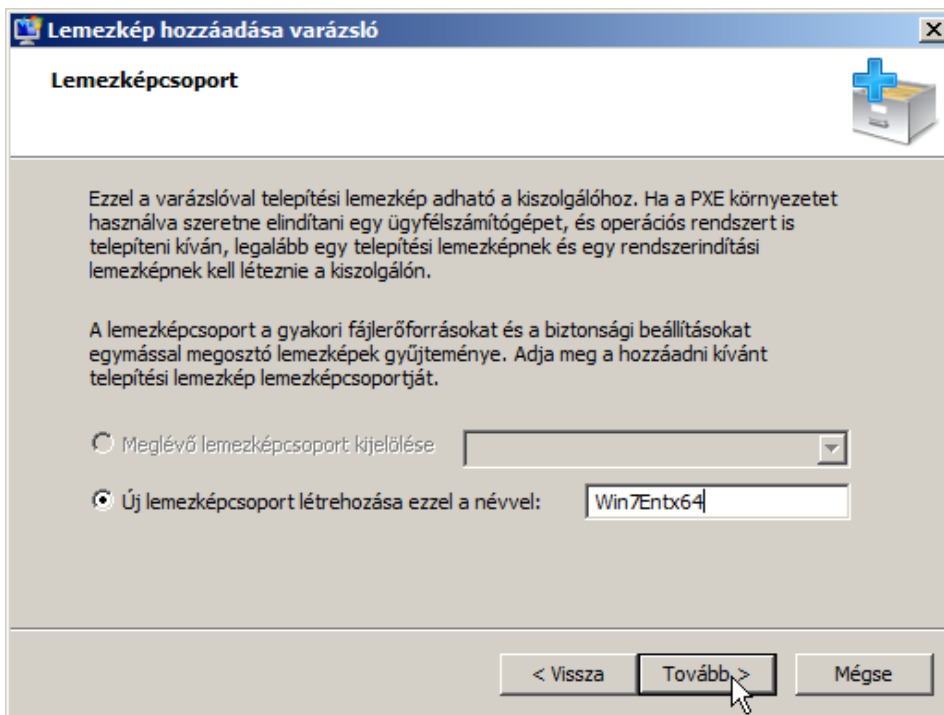 Lemezkép hozzáadása varázsló
Lemezképcsoport
Ezzel a varázslóval telepítési lemezkép adható a kiszolgálóhoz. Ha a PXE környezetet
használva szeretne elindítani egy ügyfélszámítógépet, és operációs rendszert is
telepíteni kíván, legalább egy telepítési lemezképnek és egy rendszerindítási
lemezképnek kell léteznie a kiszolgálón.
A lemezképcsoport a gyakori fájlerőforrásokat és a biztonsági beállításokat
egymással megosztó lemezképek gyűjteménye. Adja meg a hozzáadni kívánt
telepítési lemezkép lemezképcsoportját.
Meglévő lemezképcsoport kijelölése
Új lemezképcsoport létrehozása ezzel a névvel: Win7Entx64
< Vissza Tovább > Mégse